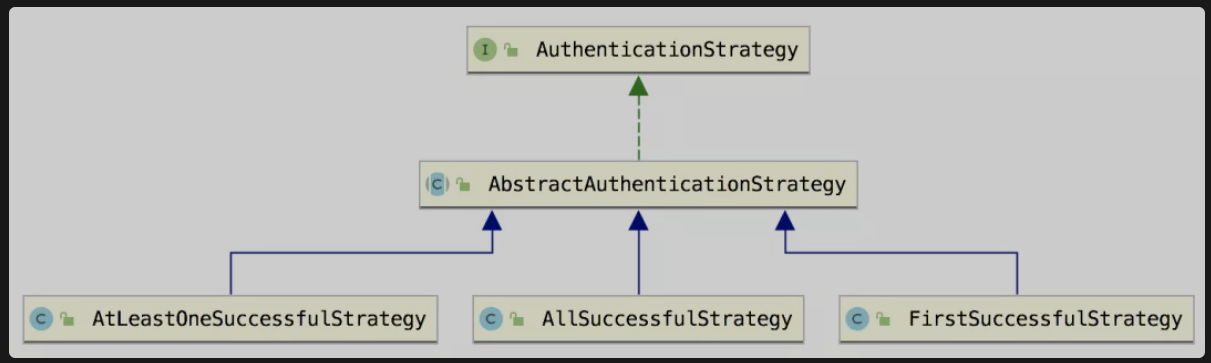 I AuthenticationStrategy
C AbstractAuthenticationStrategy
C AtLeastOneSuccessfulStrategy
C AllSuccessfulStrategy
C FirstSuccessfulStrategy